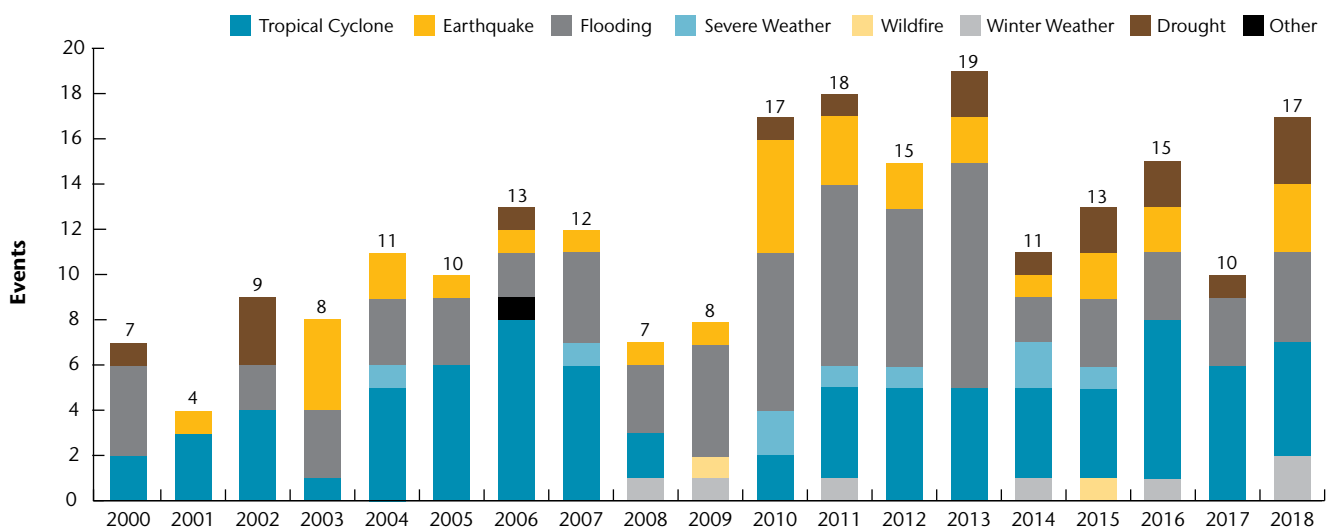 Tropical Cyclone Earthquake Flooding Severe Weather Wildfire Winter Weather Drought Other
Events
20
18
16
14
12
10
8
6
4
2
0
7 4 9 8 11 10 13 12 7 8 17 18 15 19 11 13 15 10 17
2000 2001 2002 2003 2004 2005 2006 2007 2008 2009 2010 2011 2012 2013 2014 2015 2016 2017 2018